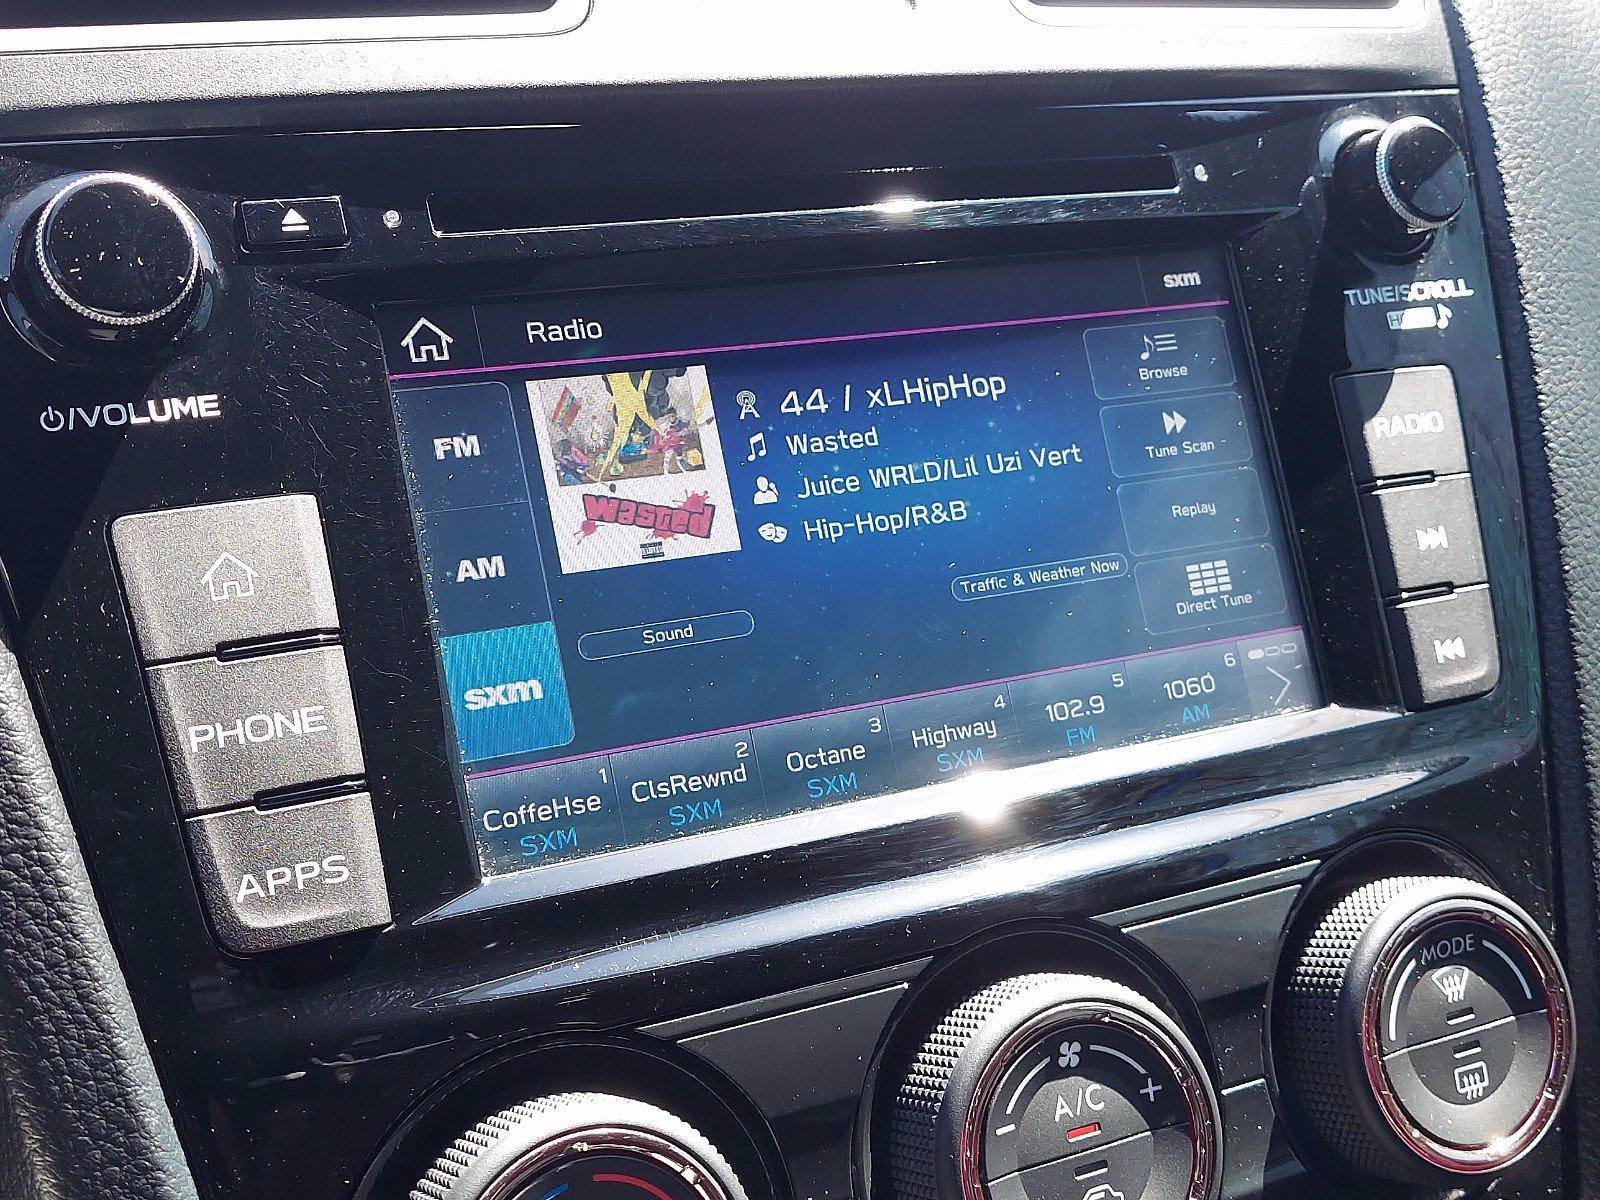 sxm
Radio
TUNE/SCROLL
VOLUME
FM
AM
sxm
44 / xLHipHop
Wasted
Juice WRLD/Lil Uzi Vert
Hip-Hop/R&B
Wasted
Browse
Tune Scan
Replay
Direct Tune
Traffic & Weather Now
Sound
1
CoffeHse
SXM
2
ClsRewnd
SXM
3
Octane
SXM
4
Highway
SXM
5
102.9
FM
6
1060
AM
RADIO
PHONE
APPS
MODE
A/C